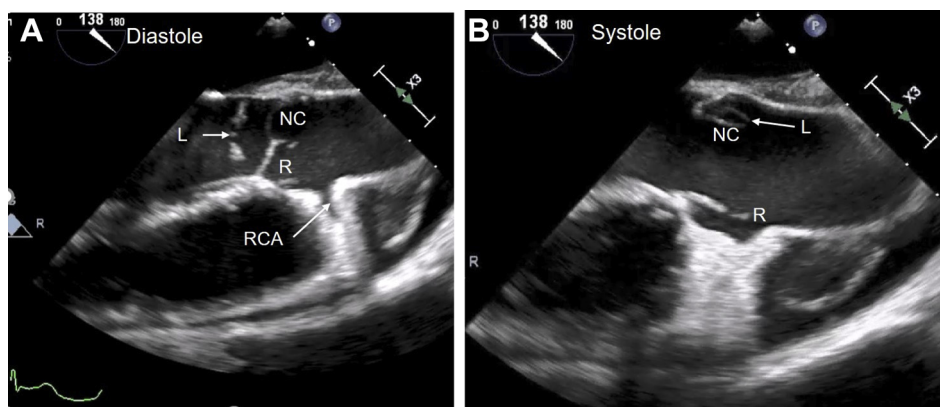 A
0 138 180
Diastole
P
X3
NC
L
R
RCA
R
B
0 138 180
Systole
P
X3
NC
L
R
R